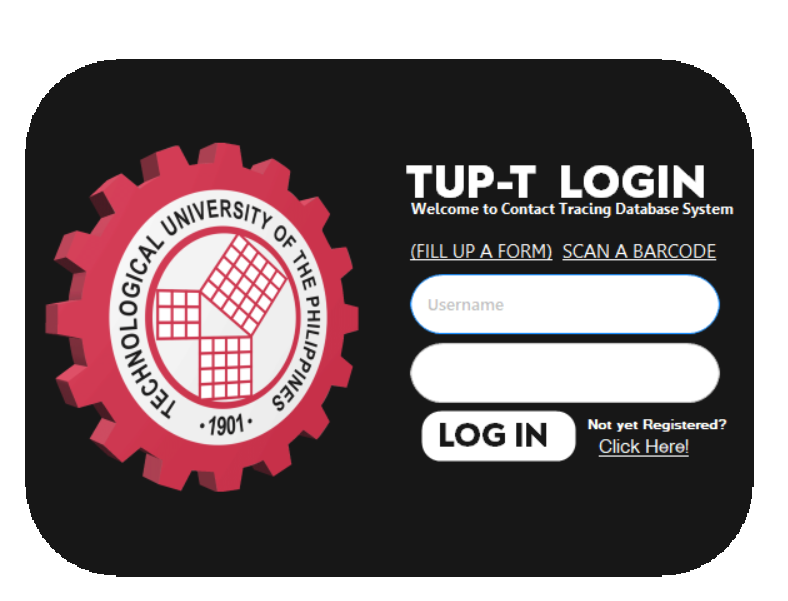 TECHNOLOGICAL UNIVERSITY OF THE PHILIPPINES
·1901·
TUP-T LOGIN
Welcome to Contact Tracing Database System
(FILL UP A FORM) SCAN A BARCODE
Username
LOG IN
Not yet Registered?
Click Here!